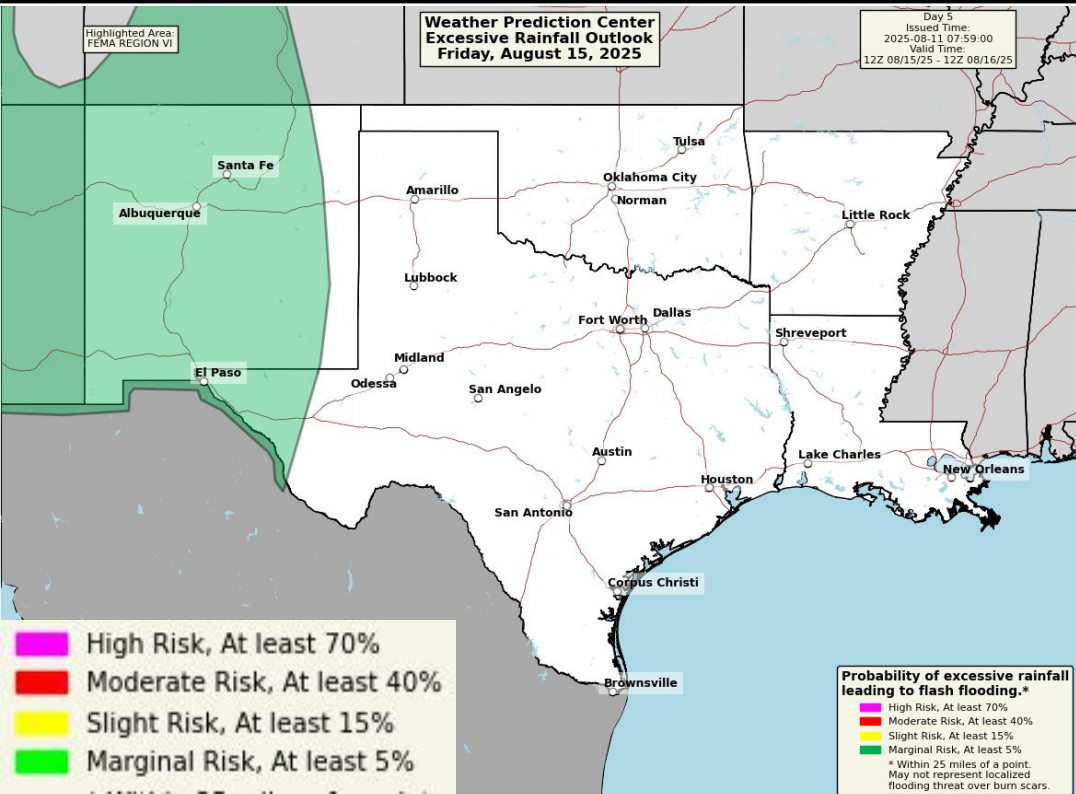 Highlighted Area:
FEMA REGION VI
Weather Prediction Center
Excessive Rainfall Outlook
Friday, August 15, 2025
Day 5
Issued Time:
2025-08-11 07:59:00
Valid Time:
12Z 08/15/25 - 12Z 08/16/25
Tulsa
Santa Fe
Oklahoma City
Amarillo
Norman
Albuquerque
Little Rock
Lubbock
Dallas
Fort Worth
Shreveport
Midland
El Paso
Odessa
San Angelo
Austin
Lake Charles
New Orleans
Houston
San Antonio
Corpus Christi
Brownsville
High Risk, At least 70%
Moderate Risk, At least 40%
Slight Risk, At least 15%
Marginal Risk, At least 5%
Probability of excessive rainfall
leading to flash flooding.*
High Risk, At least 70%
Moderate Risk, At least 40%
Slight Risk, At least 15%
Marginal Risk, At least 5%
* Within 25 miles of a point.
May not represent localized
flooding threat over burn scars.